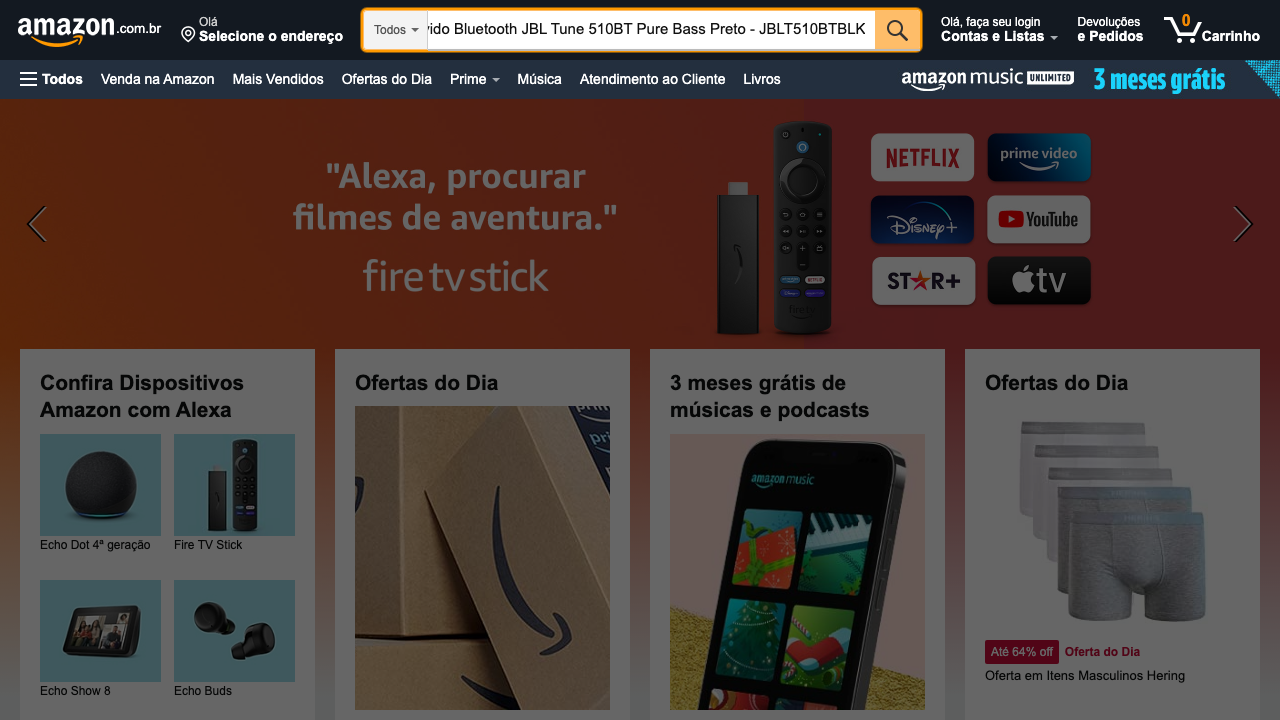 amazon.com.br
Olá
Selecione o endereço
Todos
ido Bluetooth JBL Tune 510BT Pure Bass Preto - JBLT510BTBLK
Olá, faça seu login
Contas e Listas
Devoluções
e Pedidos
0
Carrinho
Todos
Venda na Amazon
Mais Vendidos
Ofertas do Dia
Prime
Música
Atendimento ao Cliente
Livros
amazon music UNLIMITED
3 meses grátis
"Alexa, procurar
filmes de aventura."
fire tv stick
NETFLIX
prime video
Disney+
YouTube
STAR+
tv
Confira Dispositivos
Amazon com Alexa
Echo Dot 4ª geração
Fire TV Stick
Echo Show 8
Echo Buds
Ofertas do Dia
3 meses grátis de
músicas e podcasts
amazon music
Ofertas do Dia
Até 64% off
Oferta do Dia
Oferta em Itens Masculinos Hering